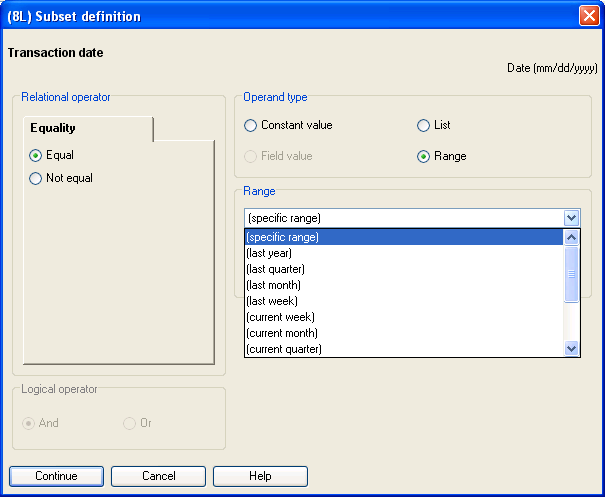 (8L) Subset definition
Transaction date
Date (mm/dd/yyyy)
Relational operator
Equality
Equal
Not equal
Operand type
Constant value
List
Field value
Range
Range
(specific range)
(specific range)
(last year)
(last quarter)
(last month)
(last week)
(current week)
(current month)
(current quarter)
Logical operator
And
Or
Continue
Cancel
Help